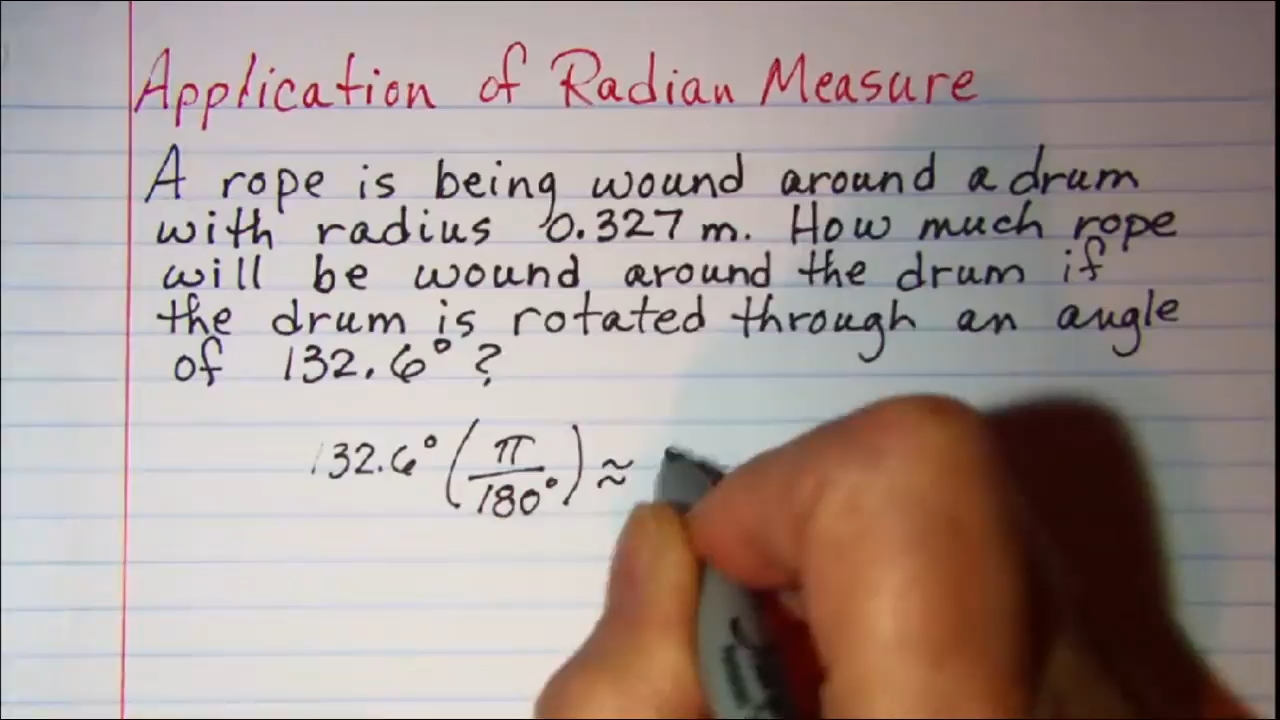 Application of Radian Measure
A rope is being wound around a drum
with radius 0.327 m. How much rope
will be wound around the drum if
the drum is rotated through an angle
of 132.6° ?
132.6° (π/180°) ≈